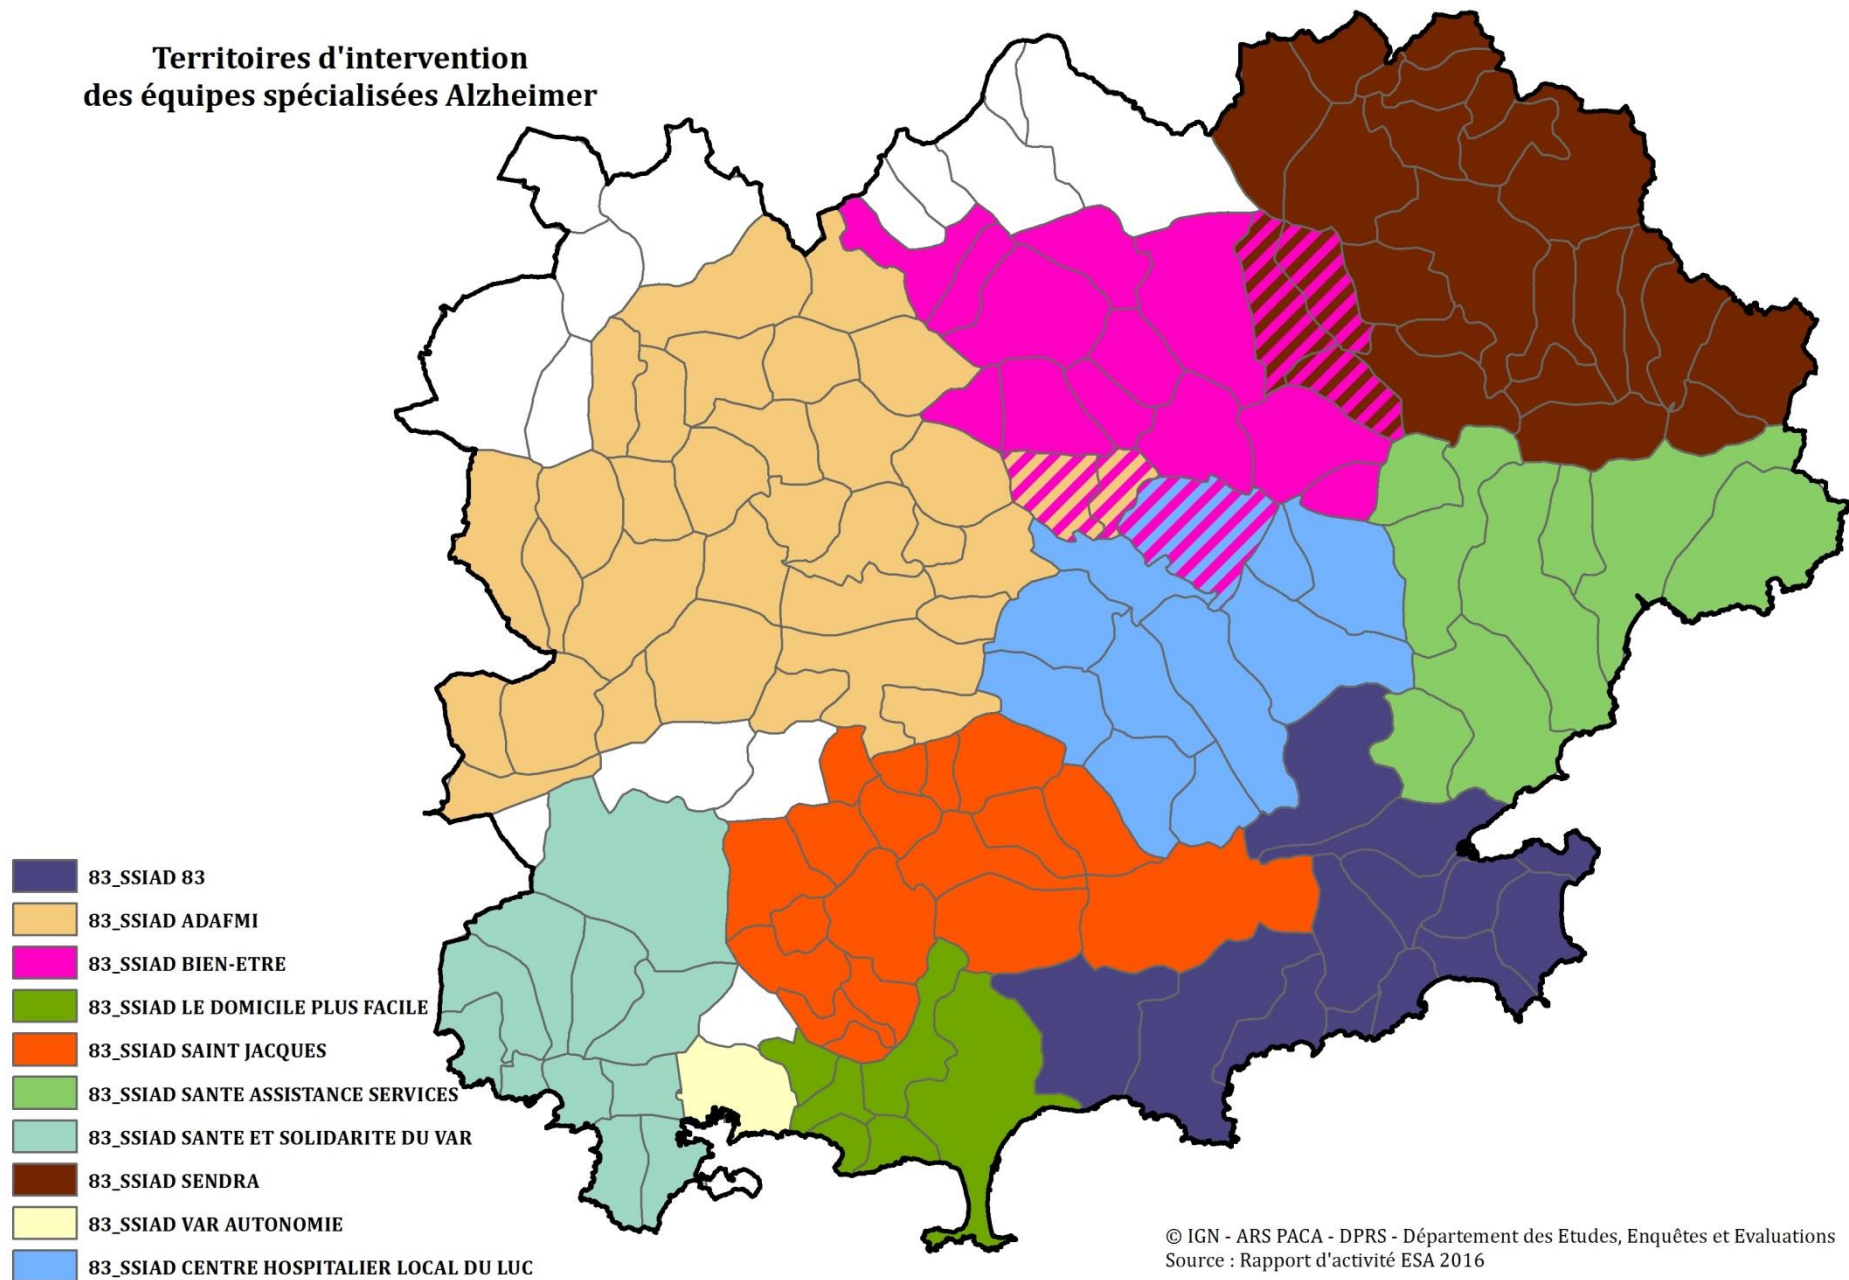 Territoires d'intervention
des équipes spécialisées Alzheimer
83_SSIAD 83
83_SSIAD ADAFMI
83_SSIAD BIEN-ETRE
83_SSIAD LE DOMICILE PLUS FACILE
83_SSIAD SAINT JACQUES
83_SSIAD SANTE ASSISTANCE SERVICES
83_SSIAD SANTE ET SOLIDARITE DU VAR
83_SSIAD SENDRA
83_SSIAD VAR AUTONOMIE
83_SSIAD CENTRE HOSPITALIER LOCAL DU LUC
© IGN - ARS PACA - DPRS - Département des Etudes, Enquêtes et Evaluations
Source : Rapport d'activité ESA 2016